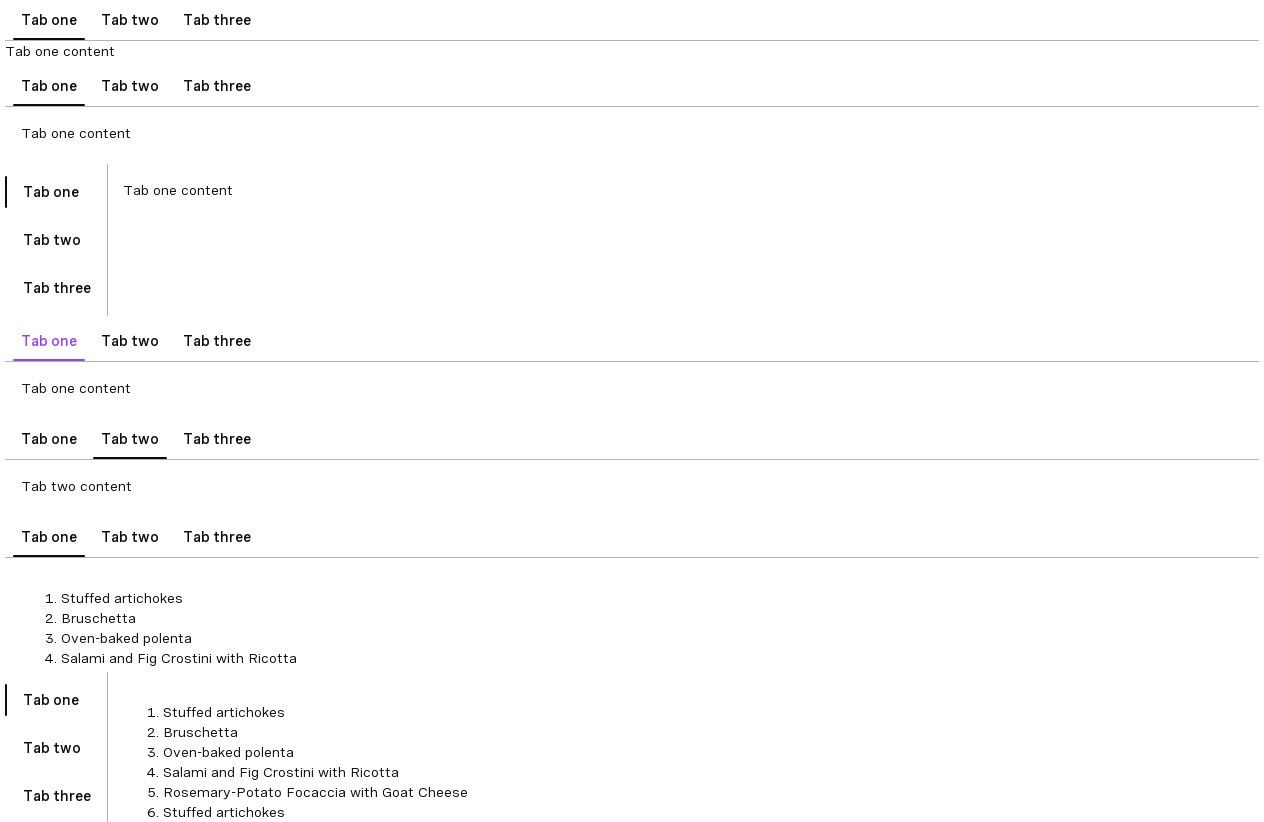 Tab one Tab two Tab three
Tab one content
Tab one Tab two Tab three
Tab one content
Tab one
Tab one content
Tab two
Tab three
Tab one Tab two Tab three
Tab one content
Tab one Tab two Tab three
Tab two content
Tab one Tab two Tab three
1. Stuffed artichokes
2. Bruschetta
3. Oven-baked polenta
4. Salami and Fig Crostini with Ricotta
Tab one
Tab two
Tab three
1. Stuffed artichokes
2. Bruschetta
3. Oven-baked polenta
4. Salami and Fig Crostini with Ricotta
5. Rosemary-Potato Focaccia with Goat Cheese
6. Stuffed artichokes